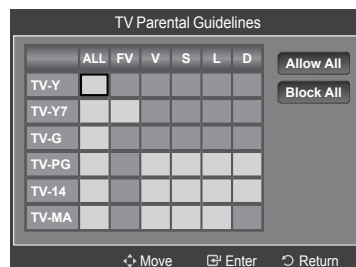 TV Parental Guidelines
ALL FV V S L D
Allow All
Block All
TV-Y
TV-Y7
TV-G
TV-PG
TV-14
TV-MA
Move Enter Return